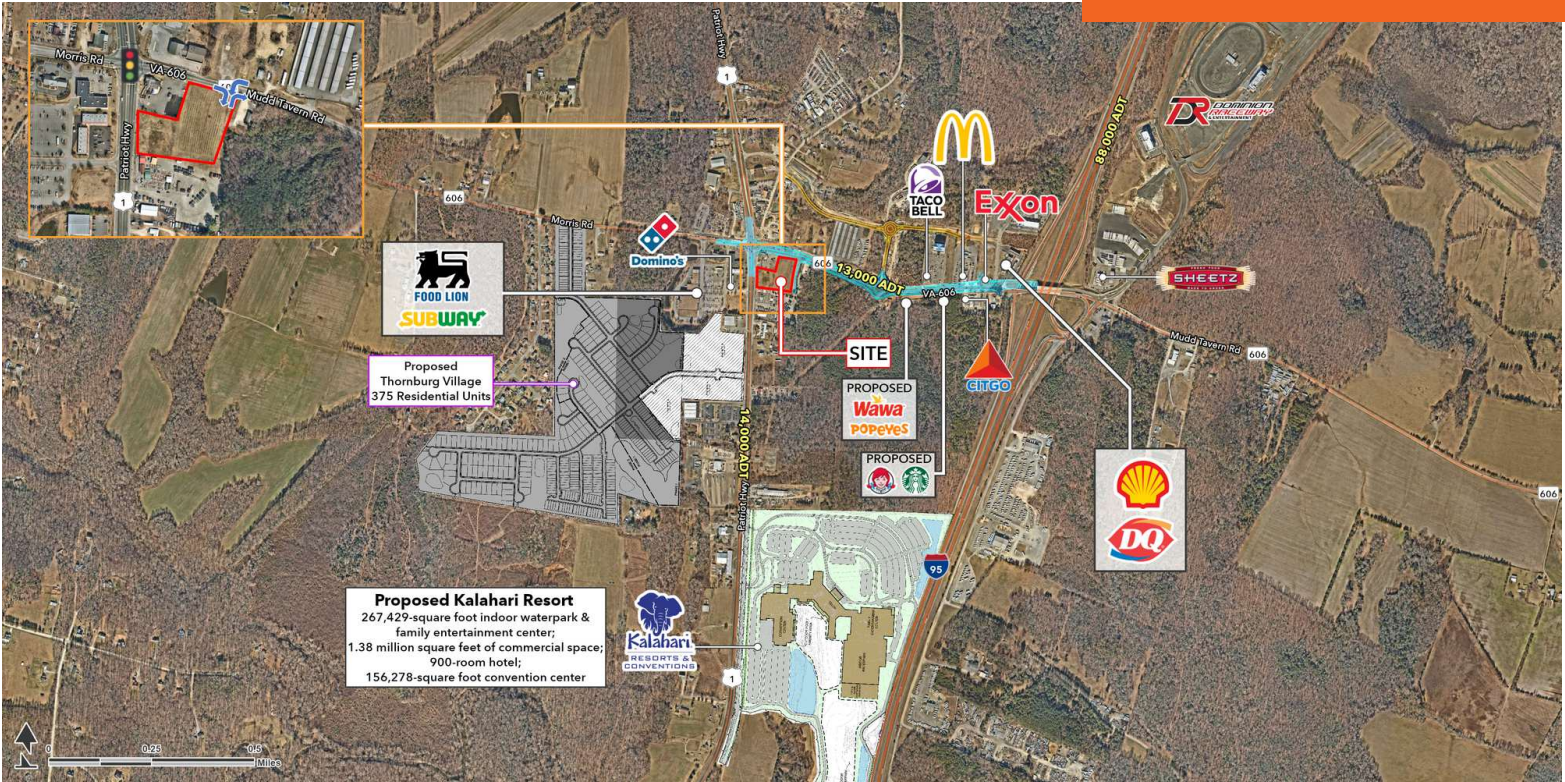 Morris Rd
VA-606
Mudd Tavern Rd
Patriot Hwy
1
Patriot Hwy
1
88,000 ADT
DR DOMINION
RACEWAY
& ENTERTAINMENT
TACO
BELL
Exxon
606
Morris Rd
Domino's
FOOD LION
SUBWAY
606
13,000 ADT
VA-606
SHEETZ
Mudd Tavern Rd
606
SITE
CITGO
Proposed
Thornburg Village
375 Residential Units
PROPOSED
Wawa
POPEYES
PROPOSED
14,000 ADT
Patriot Hwy
DQ
606
95
Proposed Kalahari Resort
267,429-square foot indoor waterpark &
family entertainment center;
1.38 million square feet of commercial space;
900-room hotel;
156,278-square foot convention center
Kalahari
RESORTS &
CONVENTIONS
1
0
0.25
0.5
Miles